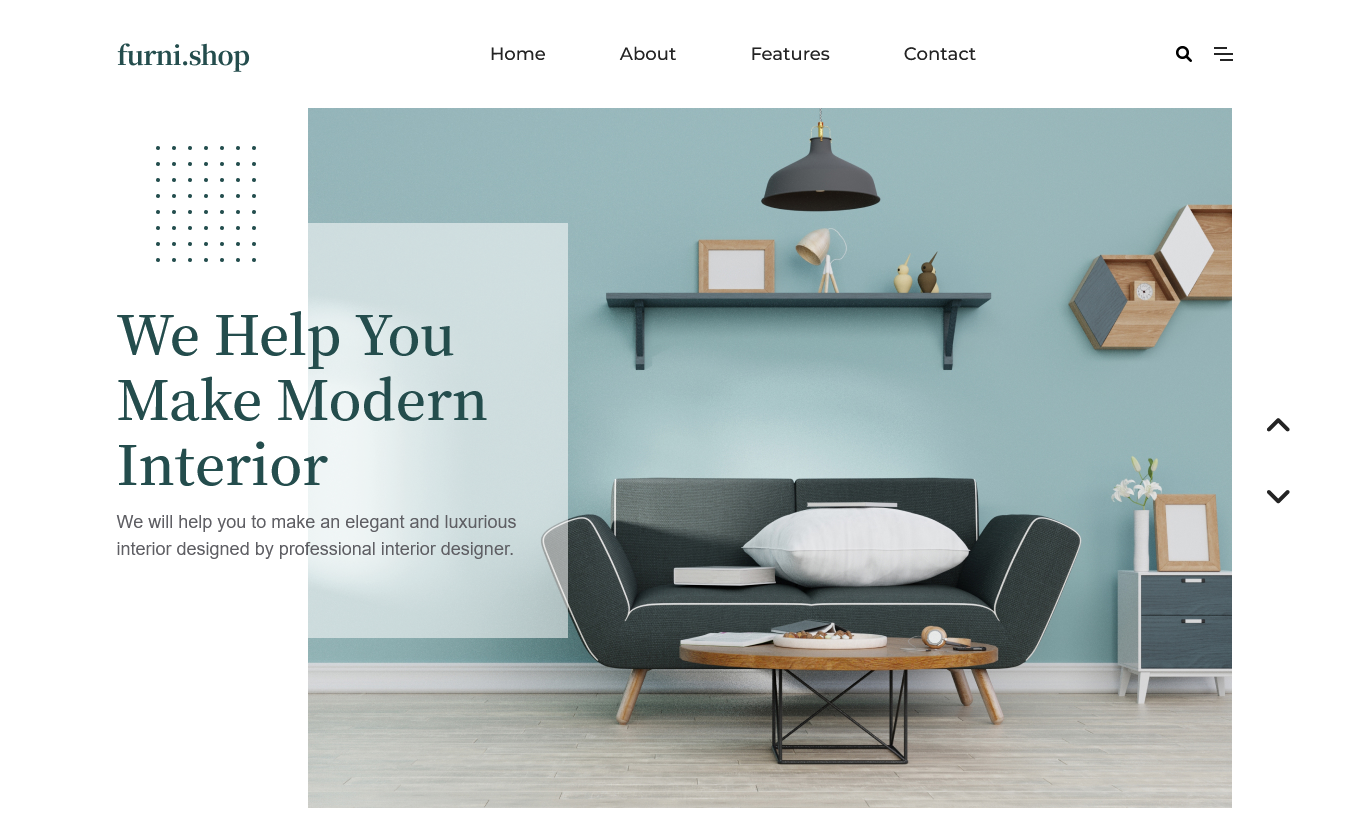 furni.shop
Home
About
Features
Contact
We Help You
Make Modern
Interior
We will help you to make an elegant and luxurious
interior designed by professional interior designer.